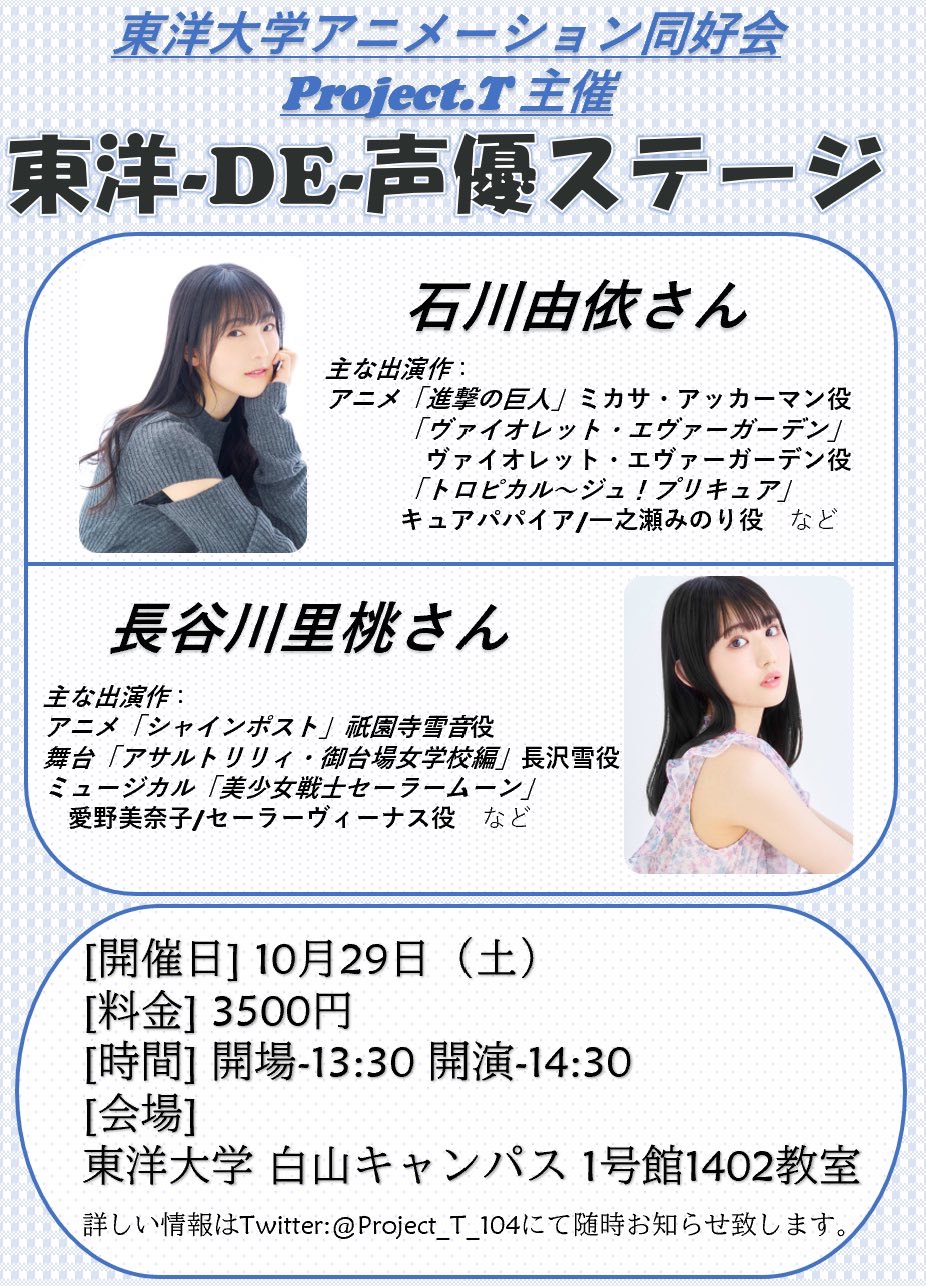 東洋大学アニメーション同好会
Project.T 主催
東洋-DE-声優ステージ
石川由依さん
主な出演作：
アニメ「進撃の巨人」ミカサ・アッカーマン役
「ヴァイオレット・エヴァーガーデン」
ヴァイオレット・エヴァーガーデン役
「トロピカル～ジュ！プリキュア」
キュアパパイア/一之瀬みのり役　など
長谷川里桃さん
主な出演作：
アニメ「シャインポスト」祇園寺雪音役
舞台「アサルトリリィ・御台場女学校編」長沢雪役
ミュージカル「美少女戦士セーラームーン」
愛野美奈子/セーラーヴィーナス役　など
[開催日] 10月29日（土）
[料金] 3500円
[時間] 開場-13:30 開演-14:30
[会場]
東洋大学 白山キャンパス 1号館1402教室
詳しい情報はTwitter:@Project_T_104にて随時お知らせ致します。